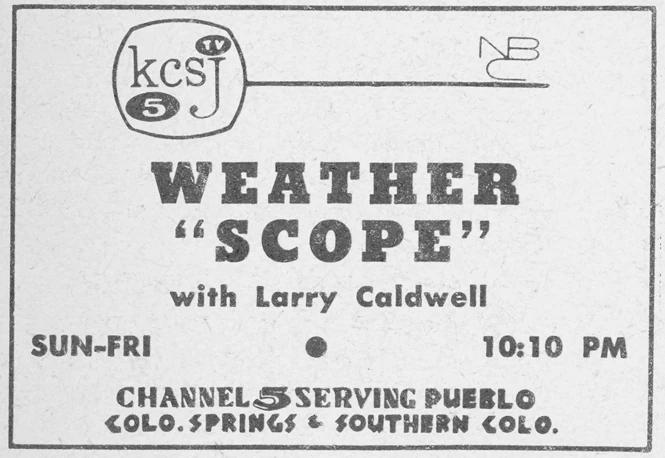 kcsj TV
5
NBC
WEATHER
“SCOPE”
with Larry Caldwell
SUN-FRI • 10:10 PM
CHANNEL 5 SERVING PUEBLO
COLO. SPRINGS & SOUTHERN COLO.